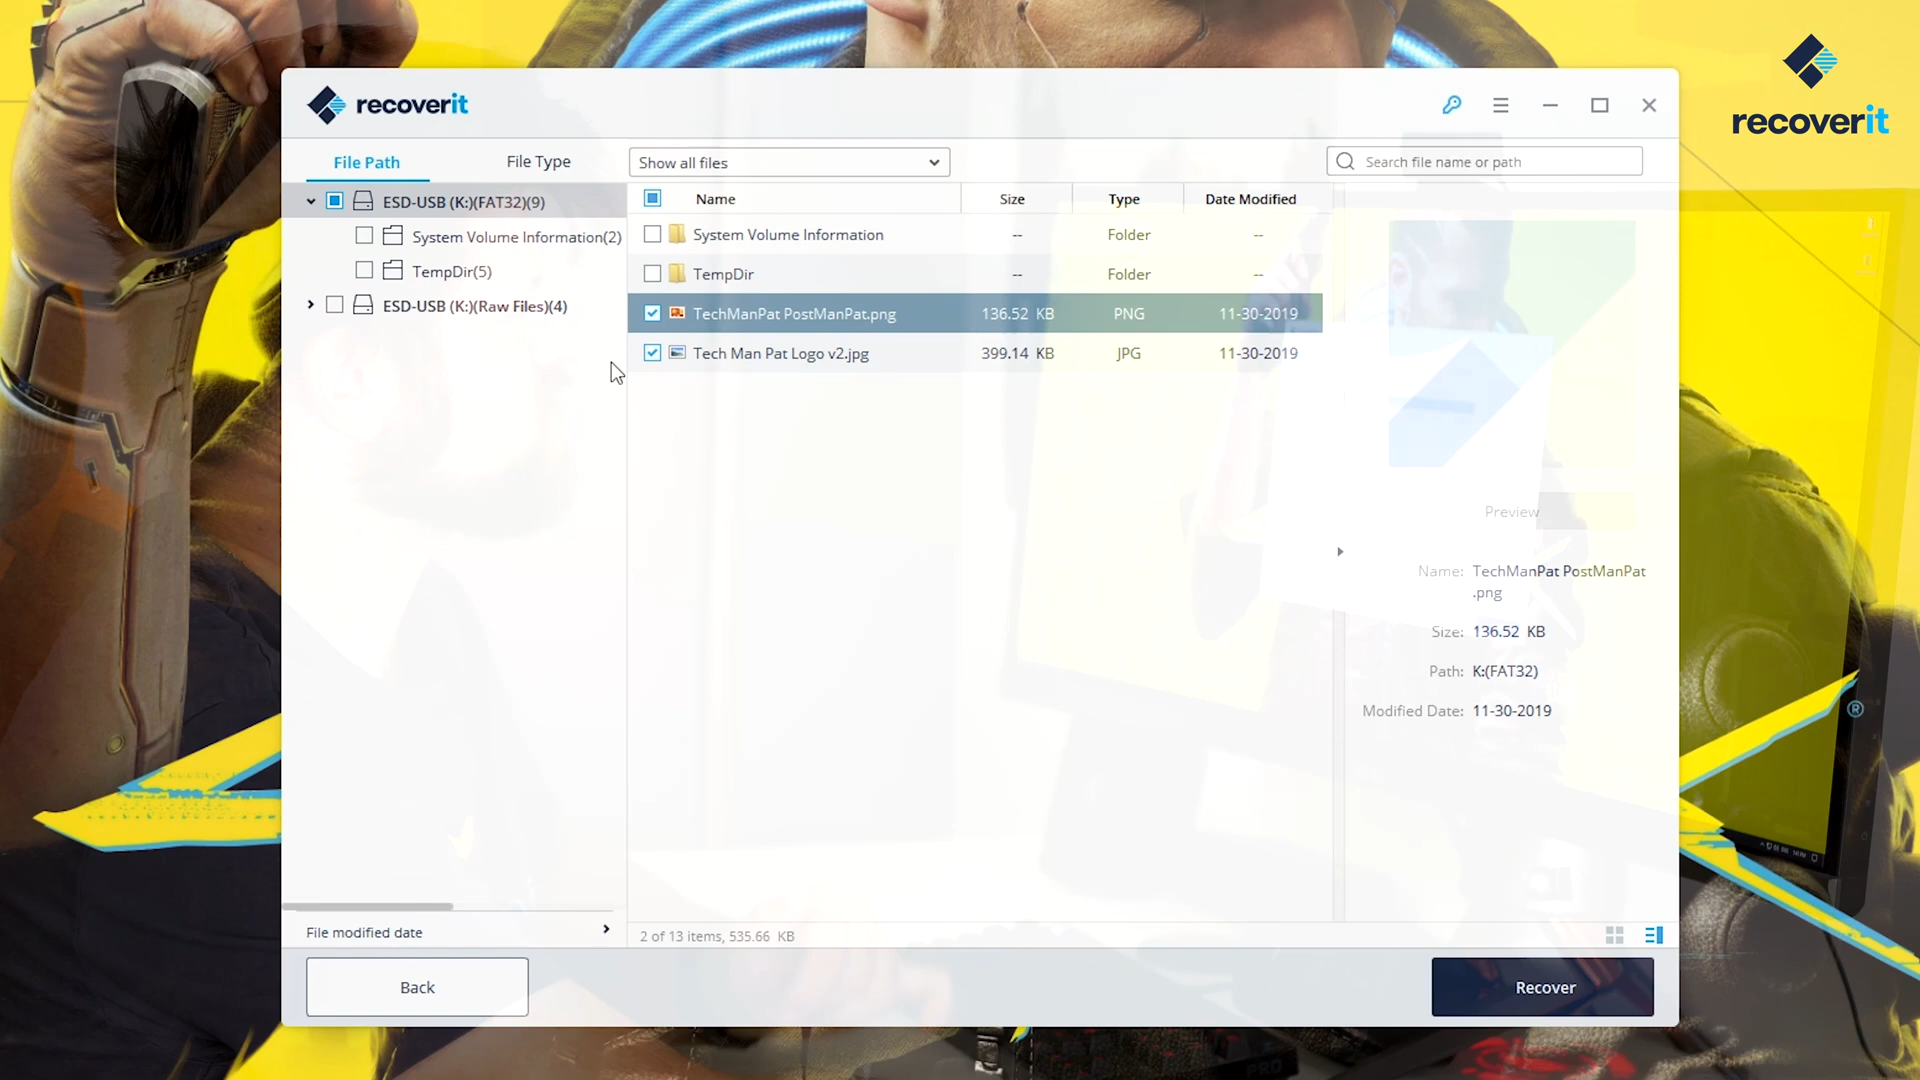 recoverit
recoverit
File Path
File Type
Show all files
Search file name or path
Name Size Type Date Modified
ESD-USB (K:)(FAT32)(9)
System Volume Information(2)
TempDir(5)
ESD-USB (K:)(Raw Files)(4)
System Volume Information -- Folder --
TempDir -- Folder --
TechManPat PostManPat.png 136.52 KB PNG 11-30-2019
Tech Man Pat Logo v2.jpg 399.14 KB JPG 11-30-2019
Preview
Name: TechManPat PostManPat
.png
Size: 136.52 KB
Path: K:(FAT32)
Modified Date: 11-30-2019
®
File modified date
2 of 13 items, 535.66 KB
Back
Recover
PRO